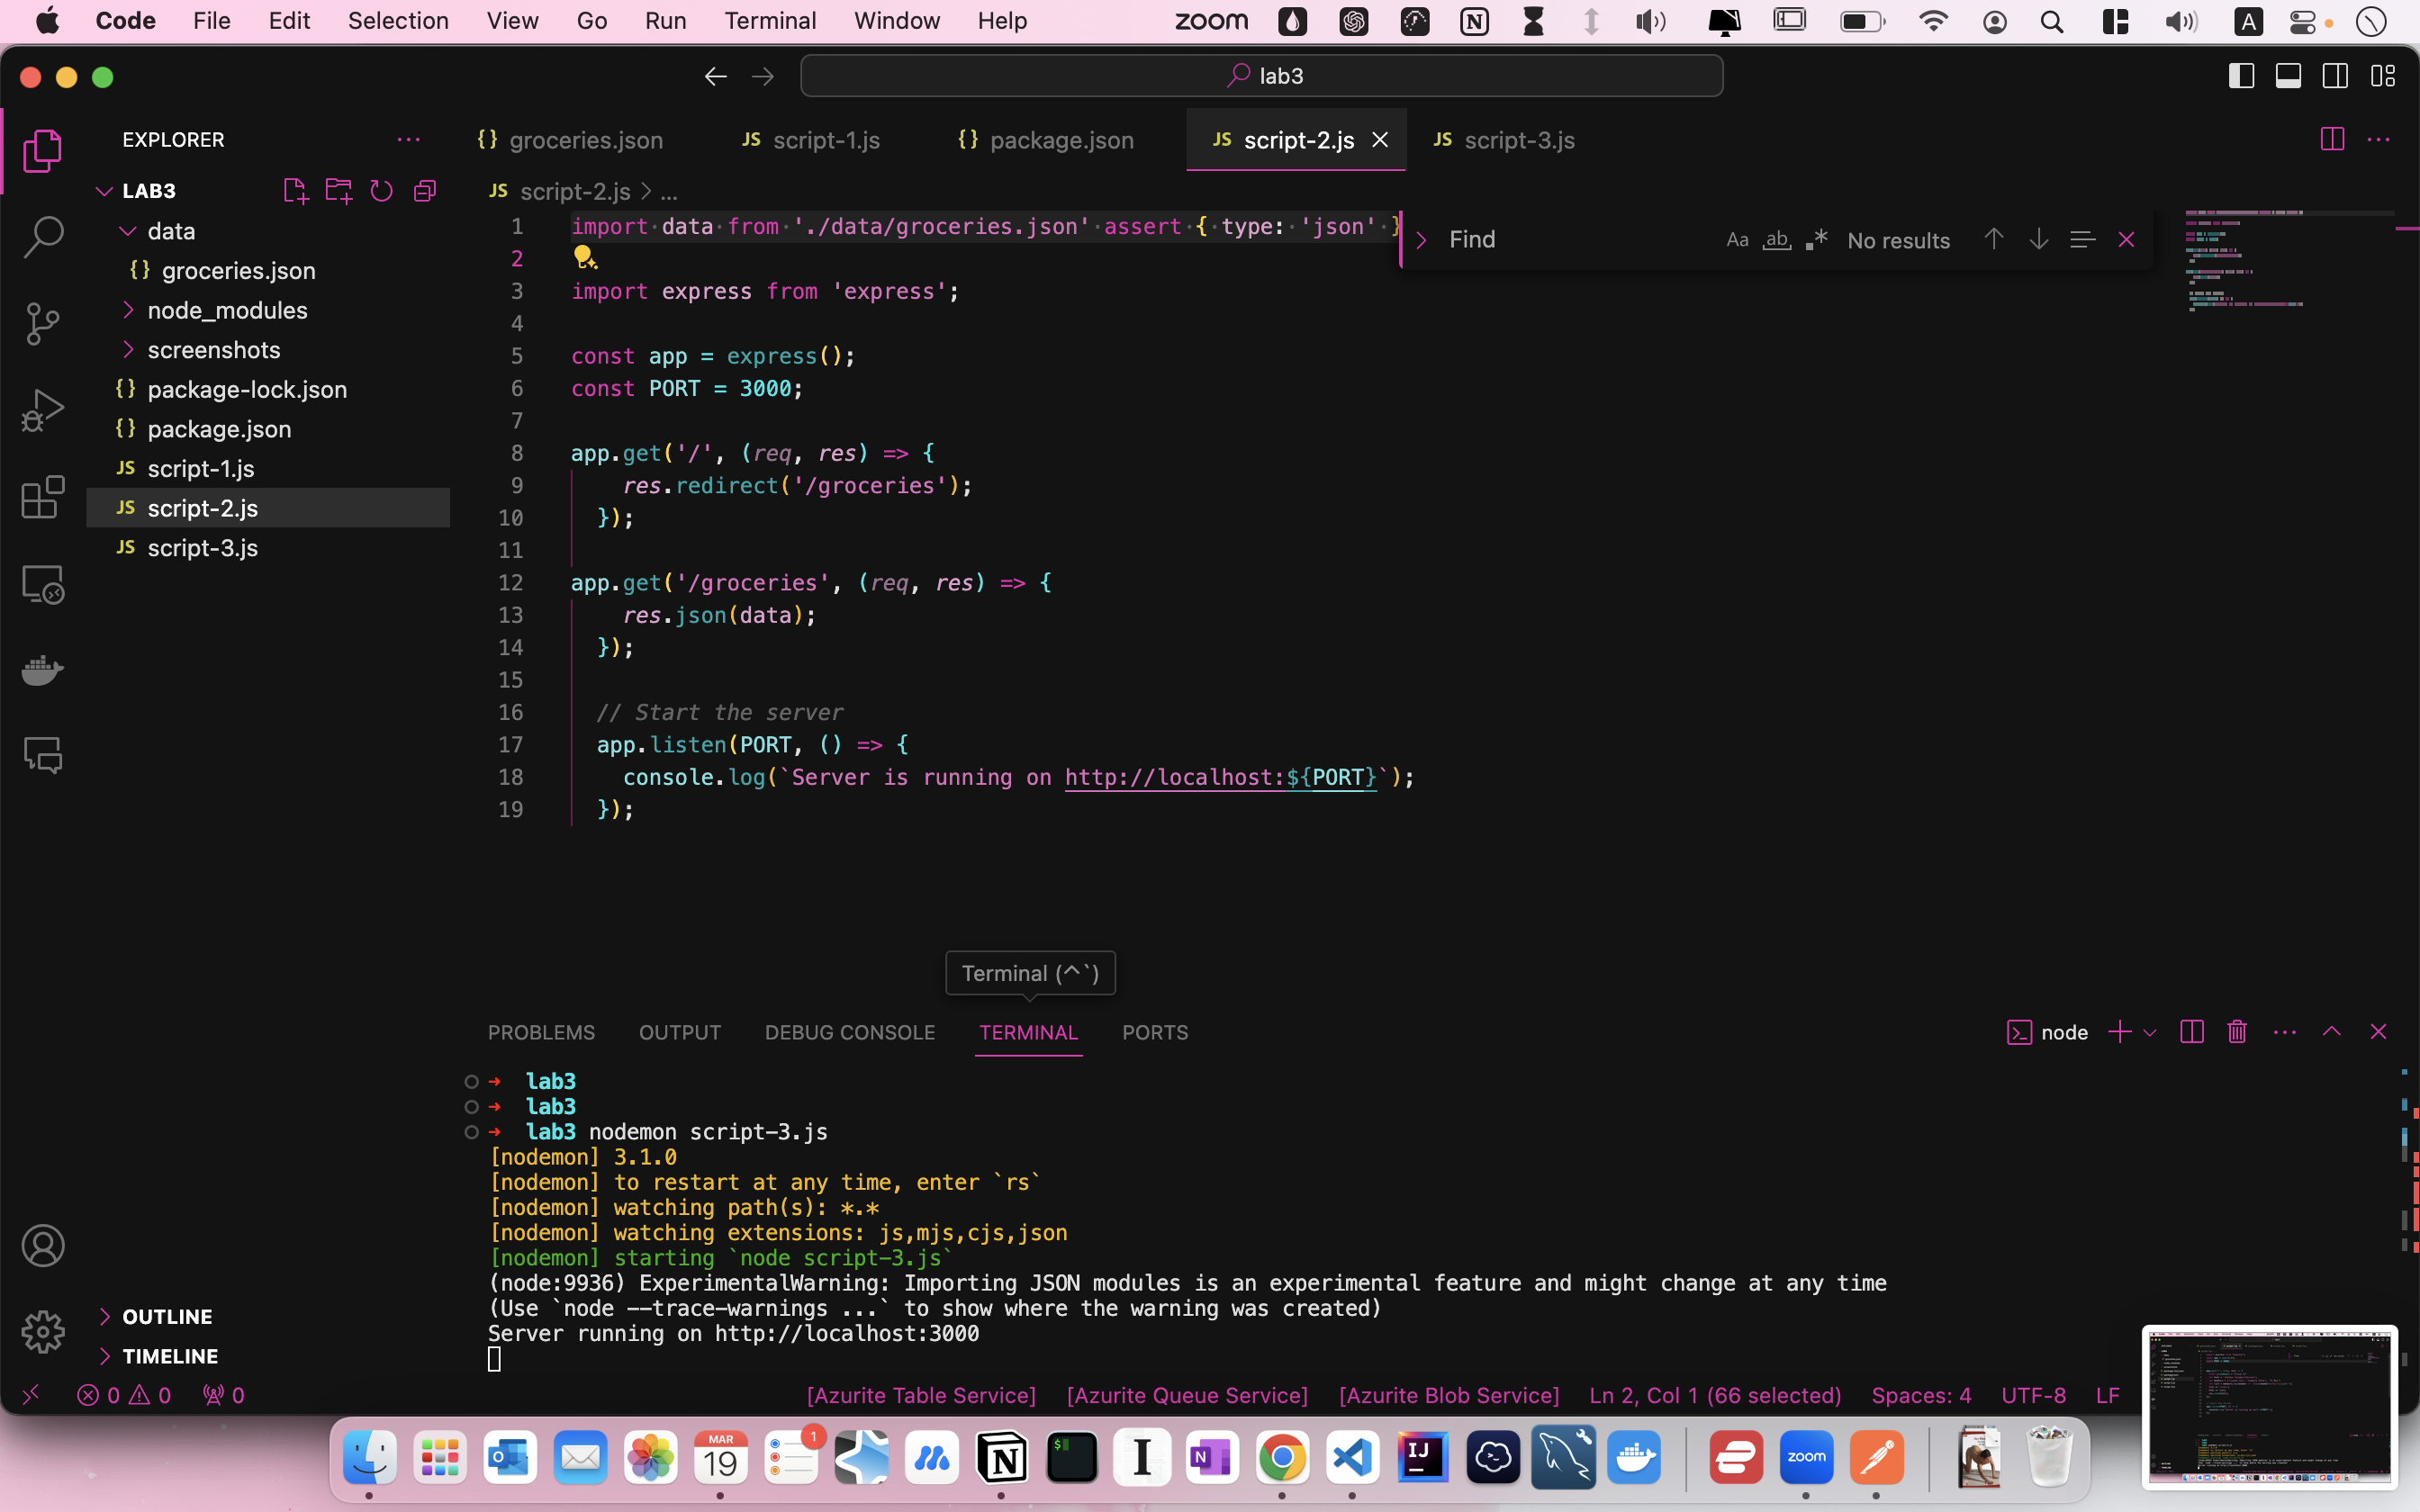 Code File Edit Selection View Go Run Terminal Window Help zoom
lab3
EXPLORER
LAB3
data
{} groceries.json
node_modules
screenshots
{} package-lock.json
{} package.json
JS script-1.js
JS script-2.js
JS script-3.js
OUTLINE
TIMELINE
{} groceries.json JS script-1.js {} package.json JS script-2.js JS script-3.js
JS script-2.js > ...
Find Aa ab .* No results
1 import data from './data/groceries.json' assert { type: 'json' }
2
3 import express from 'express';
4
5 const app = express();
6 const PORT = 3000;
7
8 app.get('/', (req, res) => {
9 res.redirect('/groceries');
10 });
11
12 app.get('/groceries', (req, res) => {
13 res.json(data);
14 });
15
16 // Start the server
17 app.listen(PORT, () => {
18 console.log(`Server is running on http://localhost:${PORT}`);
19 });
Terminal (^`)
PROBLEMS OUTPUT DEBUG CONSOLE TERMINAL PORTS node
→ lab3
→ lab3
→ lab3 nodemon script-3.js
[nodemon] 3.1.0
[nodemon] to restart at any time, enter `rs`
[nodemon] watching path(s): *.*
[nodemon] watching extensions: js,mjs,cjs,json
[nodemon] starting `node script-3.js`
(node:9936) ExperimentalWarning: Importing JSON modules is an experimental feature and might change at any time
(Use `node --trace-warnings ...` to show where the warning was created)
Server running on http://localhost:3000
0 0 0 [Azurite Table Service] [Azurite Queue Service] [Azurite Blob Service] Ln 2, Col 1 (66 selected) Spaces: 4 UTF-8 LF
MAR
19
1
IJ
zoom